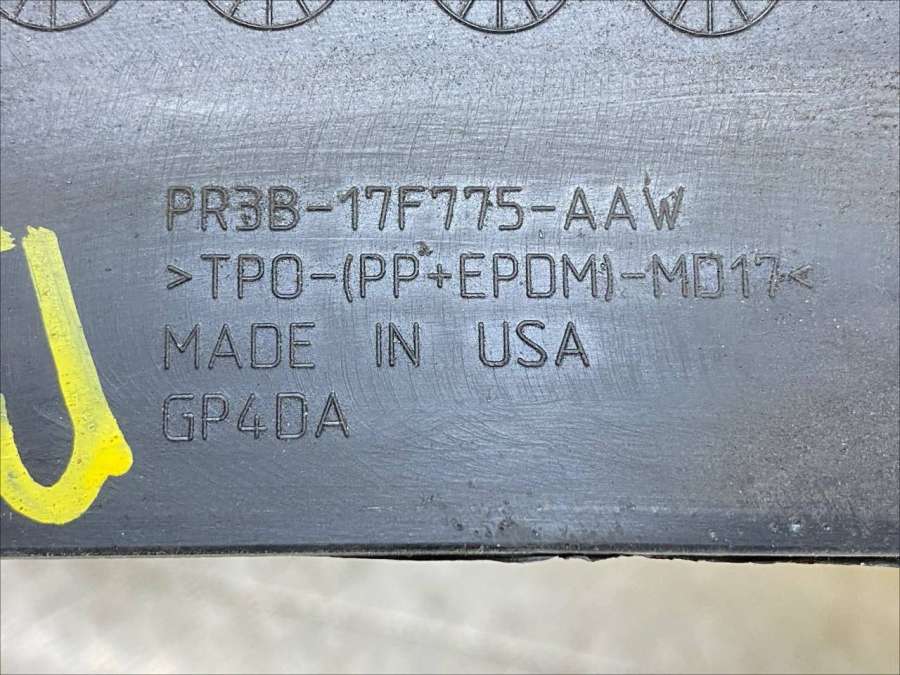 PR3B-17F775-AAW
>TPO-(PP+EPDM)-MD17<
MADE IN USA
GP4DA